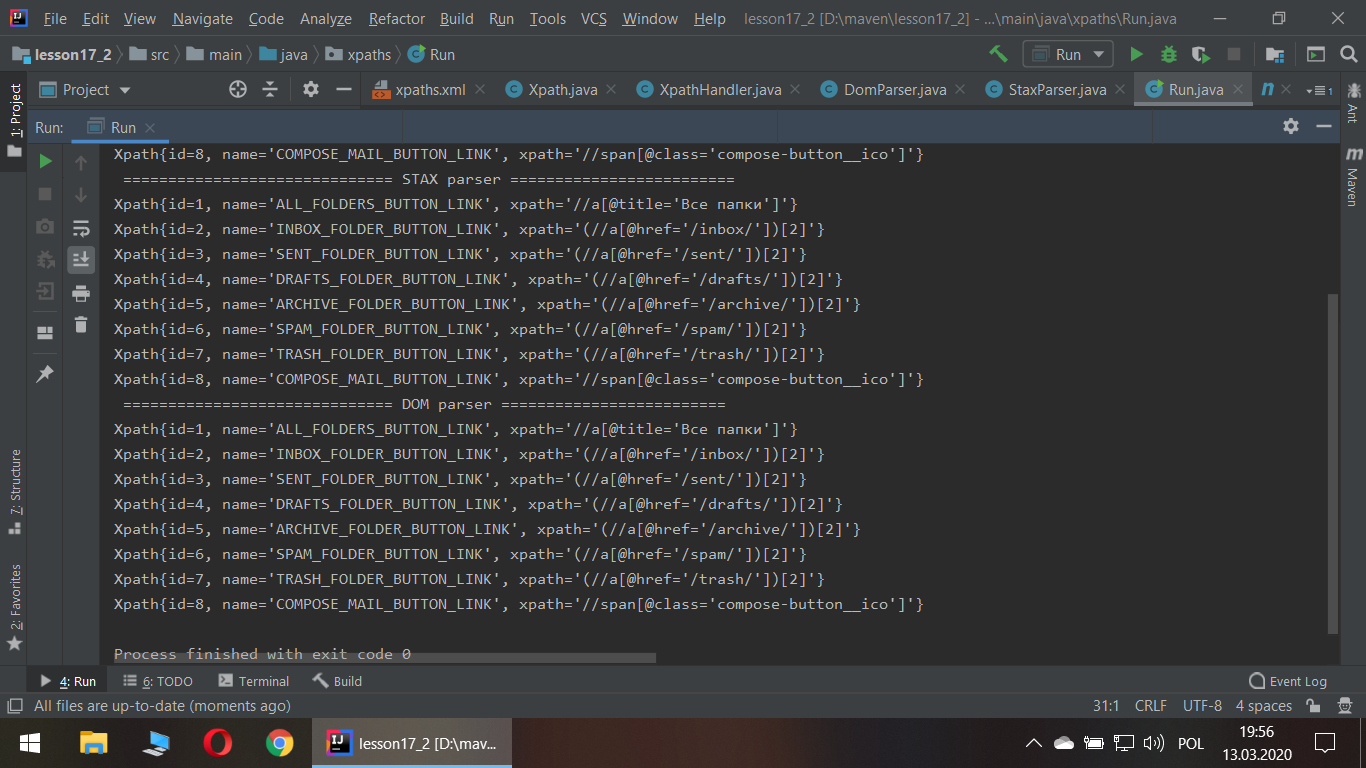 File Edit View Navigate Code Analyze Refactor Build Run Tools VCS Window Help lesson17_2 [D:\maven\lesson17_2] - ...\main\java\xpaths\Run.java
lesson17_2 src main java xpaths Run Run
1: Project
Project xpaths.xml Xpath.java XpathHandler.java DomParser.java StaxParser.java Run.java n 1
Ant
Maven
Run: Run
Xpath{id=8, name='COMPOSE_MAIL_BUTTON_LINK', xpath='//span[@class='compose-button__ico']'}
============================== STAX parser =========================
Xpath{id=1, name='ALL_FOLDERS_BUTTON_LINK', xpath='//a[@title='Все папки']'}
Xpath{id=2, name='INBOX_FOLDER_BUTTON_LINK', xpath='(//a[@href='/inbox/'])[2]'}
Xpath{id=3, name='SENT_FOLDER_BUTTON_LINK', xpath='(//a[@href='/sent/'])[2]'}
Xpath{id=4, name='DRAFTS_FOLDER_BUTTON_LINK', xpath='(//a[@href='/drafts/'])[2]'}
Xpath{id=5, name='ARCHIVE_FOLDER_BUTTON_LINK', xpath='(//a[@href='/archive/'])[2]'}
Xpath{id=6, name='SPAM_FOLDER_BUTTON_LINK', xpath='(//a[@href='/spam/'])[2]'}
Xpath{id=7, name='TRASH_FOLDER_BUTTON_LINK', xpath='(//a[@href='/trash/'])[2]'}
Xpath{id=8, name='COMPOSE_MAIL_BUTTON_LINK', xpath='//span[@class='compose-button__ico']'}
============================== DOM parser =========================
Xpath{id=1, name='ALL_FOLDERS_BUTTON_LINK', xpath='//a[@title='Все папки']'}
Xpath{id=2, name='INBOX_FOLDER_BUTTON_LINK', xpath='(//a[@href='/inbox/'])[2]'}
Xpath{id=3, name='SENT_FOLDER_BUTTON_LINK', xpath='(//a[@href='/sent/'])[2]'}
Xpath{id=4, name='DRAFTS_FOLDER_BUTTON_LINK', xpath='(//a[@href='/drafts/'])[2]'}
Xpath{id=5, name='ARCHIVE_FOLDER_BUTTON_LINK', xpath='(//a[@href='/archive/'])[2]'}
Xpath{id=6, name='SPAM_FOLDER_BUTTON_LINK', xpath='(//a[@href='/spam/'])[2]'}
Xpath{id=7, name='TRASH_FOLDER_BUTTON_LINK', xpath='(//a[@href='/trash/'])[2]'}
Xpath{id=8, name='COMPOSE_MAIL_BUTTON_LINK', xpath='//span[@class='compose-button__ico']'}
Process finished with exit code 0
7: Structure
2: Favorites
4: Run 6: TODO Terminal Build Event Log
All files are up-to-date (moments ago) 31:1 CRLF UTF-8 4 spaces
lesson17_2 [D:\mav... POL 19:56
13.03.2020